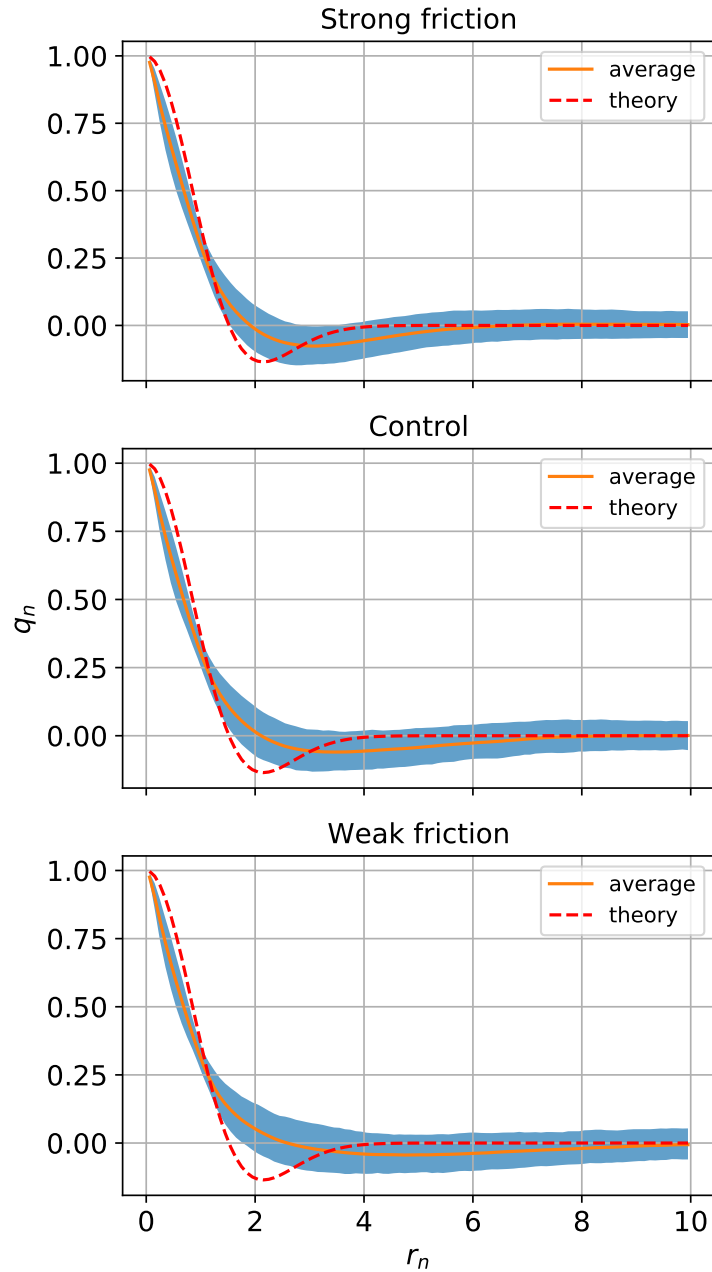 Strong friction
1.00
0.75
0.50
0.25
0.00
average
theory
Control
1.00
0.75
0.50
0.25
0.00
average
theory
q_n
Weak friction
1.00
0.75
0.50
0.25
0.00
average
theory
0 2 4 6 8 10
r_n